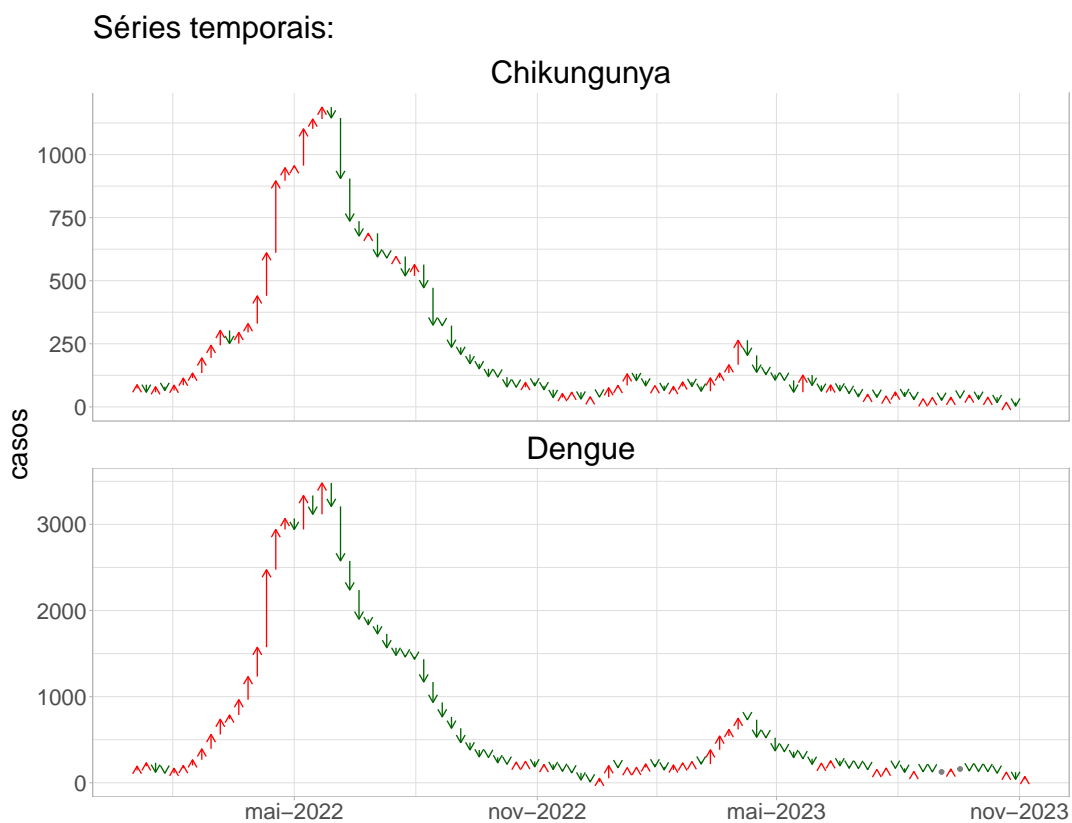 Séries temporais:
Chikungunya
1000
750
500
250
0
casos
Dengue
3000
2000
1000
0
mai−2022 nov−2022 mai−2023 nov−2023